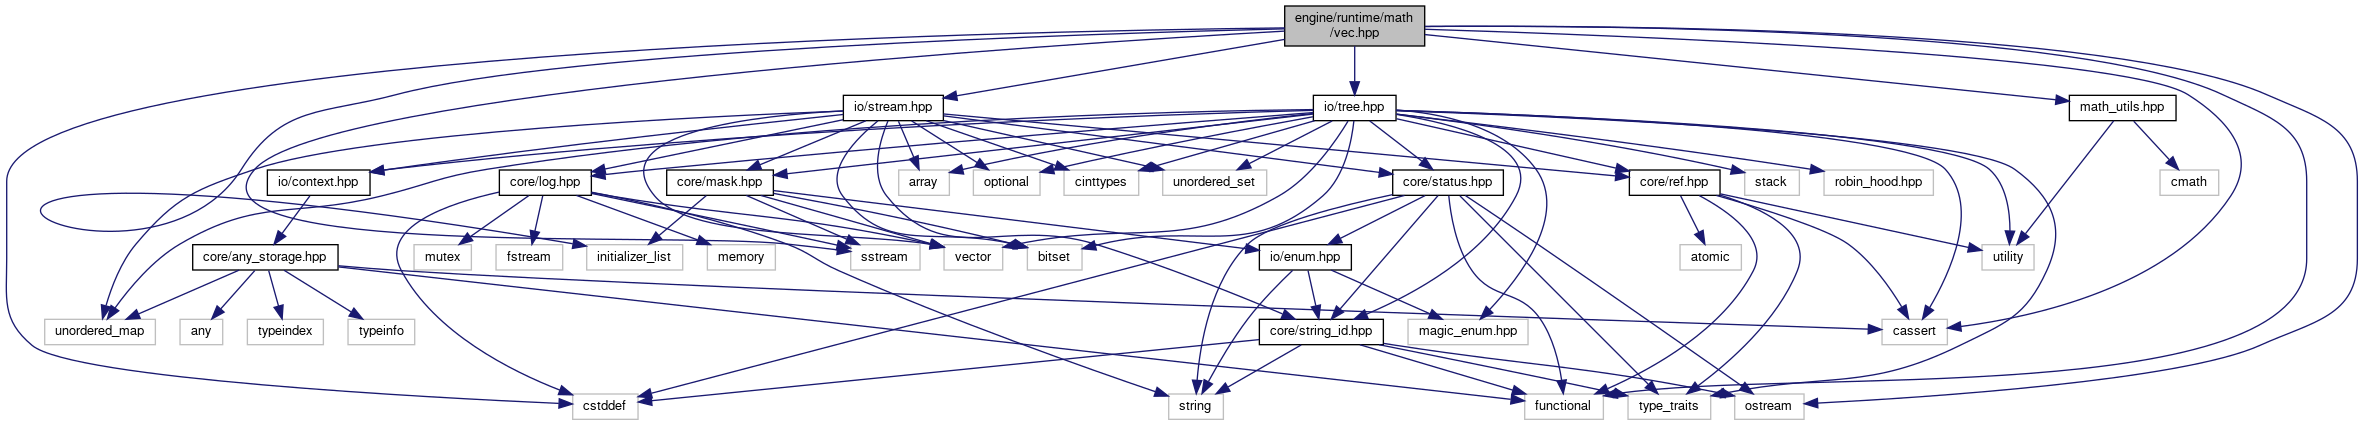 engine/runtime/math
/vec.hpp
io/stream.hpp
io/tree.hpp
math_utils.hpp
io/context.hpp
core/log.hpp
core/mask.hpp
array
optional
cinttypes
unordered_set
core/status.hpp
core/ref.hpp
stack
robin_hood.hpp
cmath
core/any_storage.hpp
mutex
fstream
initializer_list
memory
sstream
vector
bitset
io/enum.hpp
atomic
utility
unordered_map
any
typeindex
typeinfo
core/string_id.hpp
magic_enum.hpp
cassert
cstddef
string
functional
type_traits
ostream